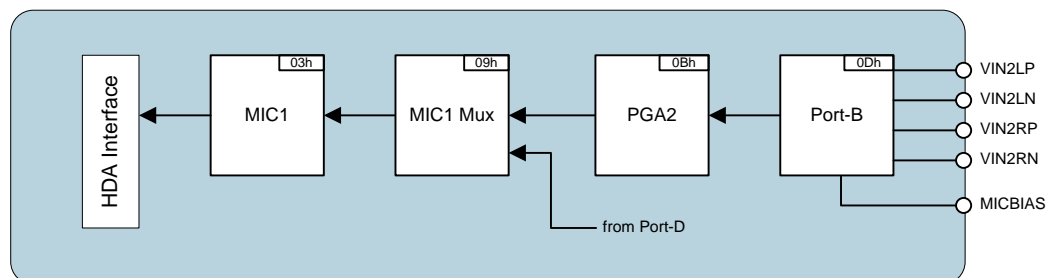 HDA Interface
03h
MIC1
09h
MIC1 Mux
0Bh
PGA2
0Dh
Port-B
VIN2LP
VIN2LN
VIN2RP
VIN2RN
MICBIAS
from Port-D